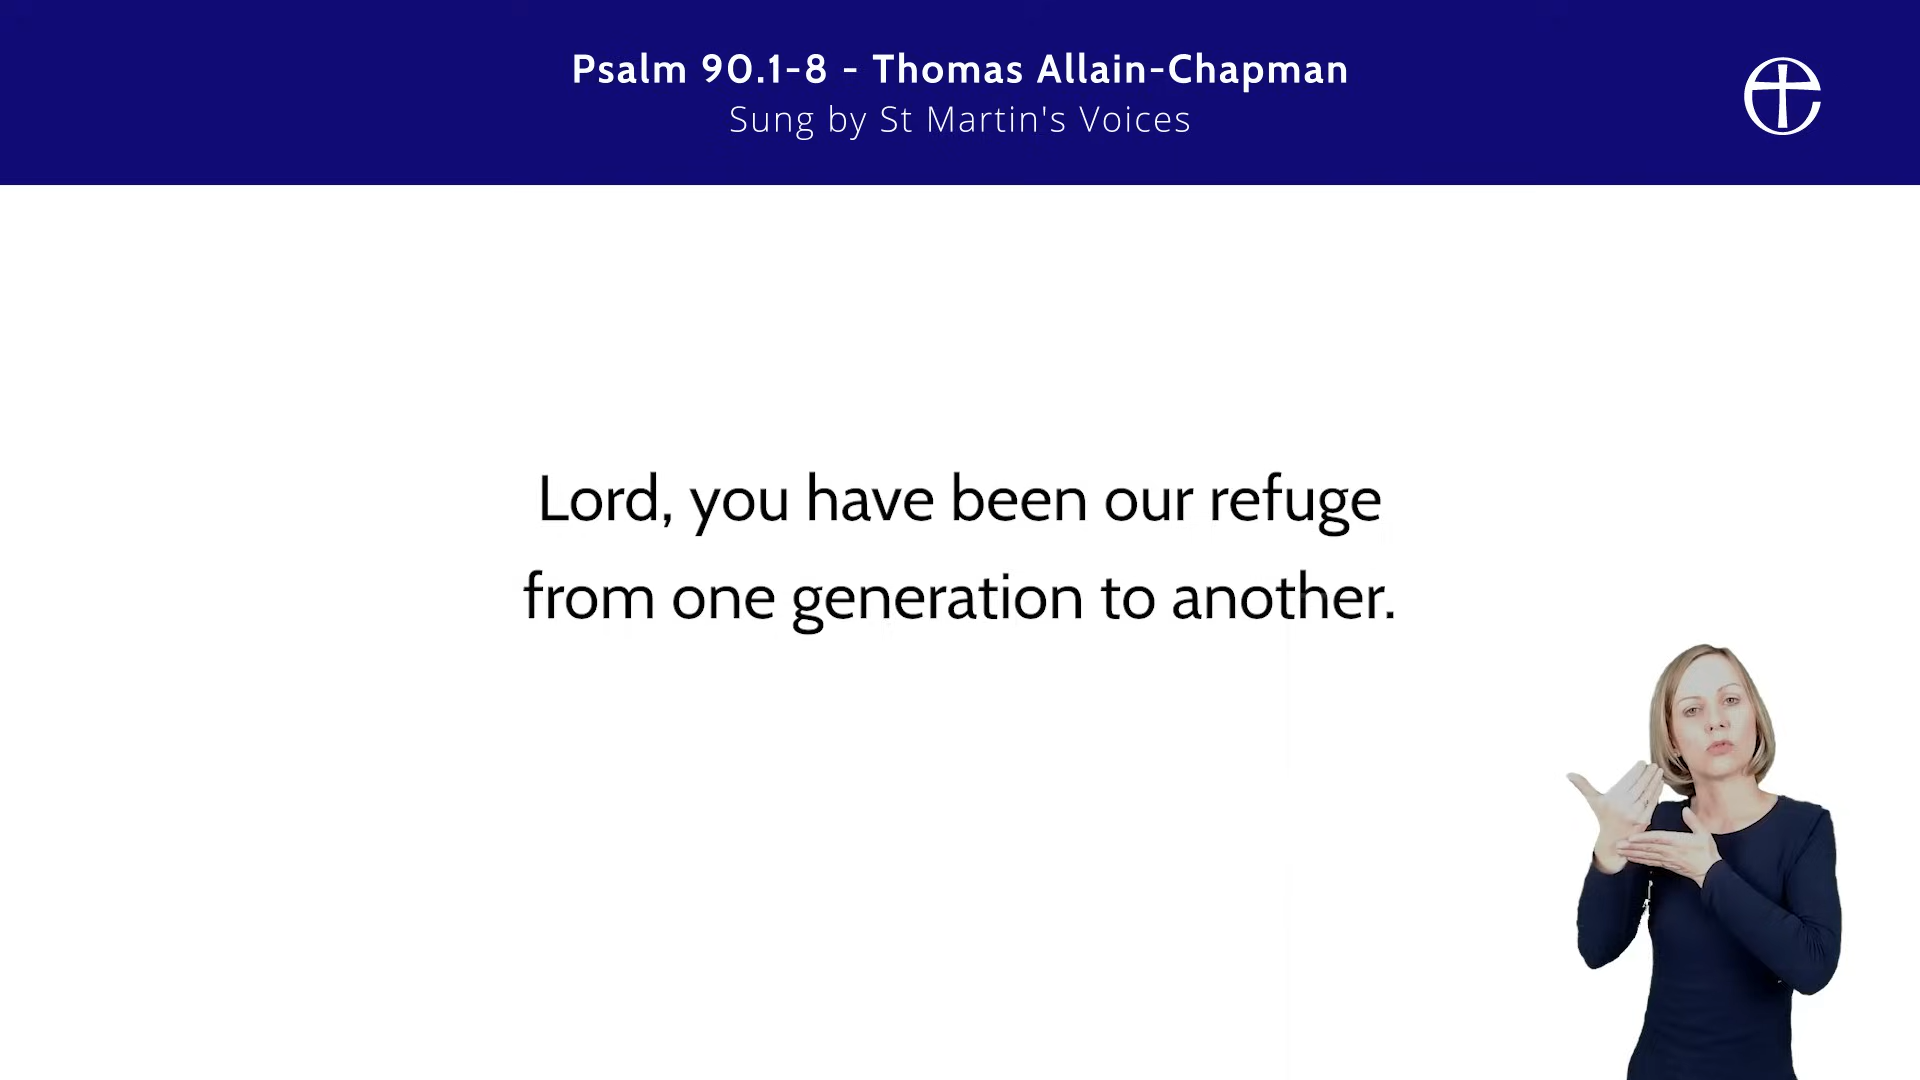 Psalm 90.1-8 - Thomas Allain-Chapman
Sung by St Martin's Voices
Lord, you have been our refuge
from one generation to another.